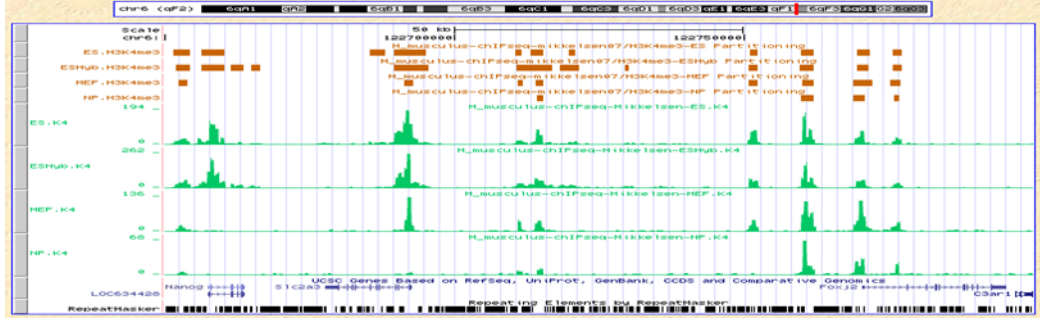 chr6 (qF2) 6qA1 qA2 6qB1 6qB3 6qC1 6qC3 6qD1 6qD3 qE1 6qE3 qF1 6qF3 6qG1 G2 6qG3
Scale 50 kb
chr6: 122700000 122750000
M_musculus-chIPseq-mikkelsen07/H3K4me3-ES Partitioning
ES.H3K4me3
M_musculus-chIPseq-mikkelsen07/H3K4me3-ESHyb Partitioning
ESHyb.H3K4me3
M_musculus-chIPseq-mikkelsen07/H3K4me3-MEF Partitioning
MEF.H3K4me3
M_musculus-chIPseq-mikkelsen07/H3K4me3-NP Partitioning
NP.H3K4me3
194 _ M_musculus-chIPseq-Mikkelsen-ES.K4
ES.K4
0 _
262 _ M_musculus-chIPseq-Mikkelsen-ESHyb.K4
ESHyb.K4
0 _
136 _ M_musculus-chIPseq-Mikkelsen-MEF.K4
MEF.K4
0 _
68 _ M_musculus-chIPseq-Mikkelsen-NP.K4
NP.K4
0 _
UCSC Genes Based on RefSeq, UniProt, GenBank, CCDS and Comparative Genomics
Nanog Slc2a3 Foxj2
LOC634428 C3ar1
Repeating Elements by RepeatMasker
RepeatMasker